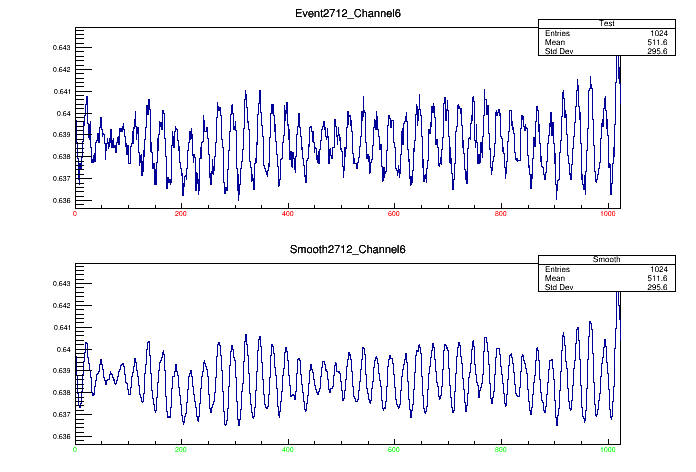 Event2712_Channel6
Test
Entries 1024
Mean 511.6
Std Dev 295.6
0.643
0.642
0.641
0.64
0.639
0.638
0.637
0.636
0 200 400 600 800 1000
Smooth2712_Channel6
Smooth
Entries 1024
Mean 511.6
Std Dev 295.6
0.643
0.642
0.641
0.64
0.639
0.638
0.637
0.636
0 200 400 600 800 1000